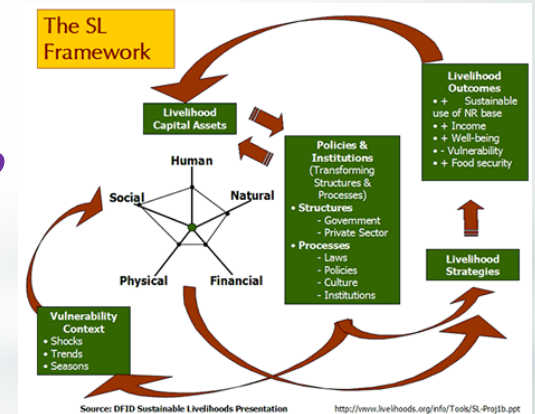 The SL
Framework
Livelihood
Capital Assets
Human
Social
Natural
Physical
Financial
Vulnerability
Context
• Shocks
• Trends
• Seasons
Policies &
Institutions
(Transforming
Structures &
Processes)
• Structures
- Government
- Private Sector
• Processes
- Laws
- Policies
- Culture
- Institutions
Livelihood
Outcomes
• + Sustainable
use of NR base
• + Income
• + Well-being
• - Vulnerability
• + Food security
Livelihood
Strategies
Source: DFID Sustainable Livelihoods Presentation
http://www.livelihoods.org/info/Tools/SL-Proj1b.ppt